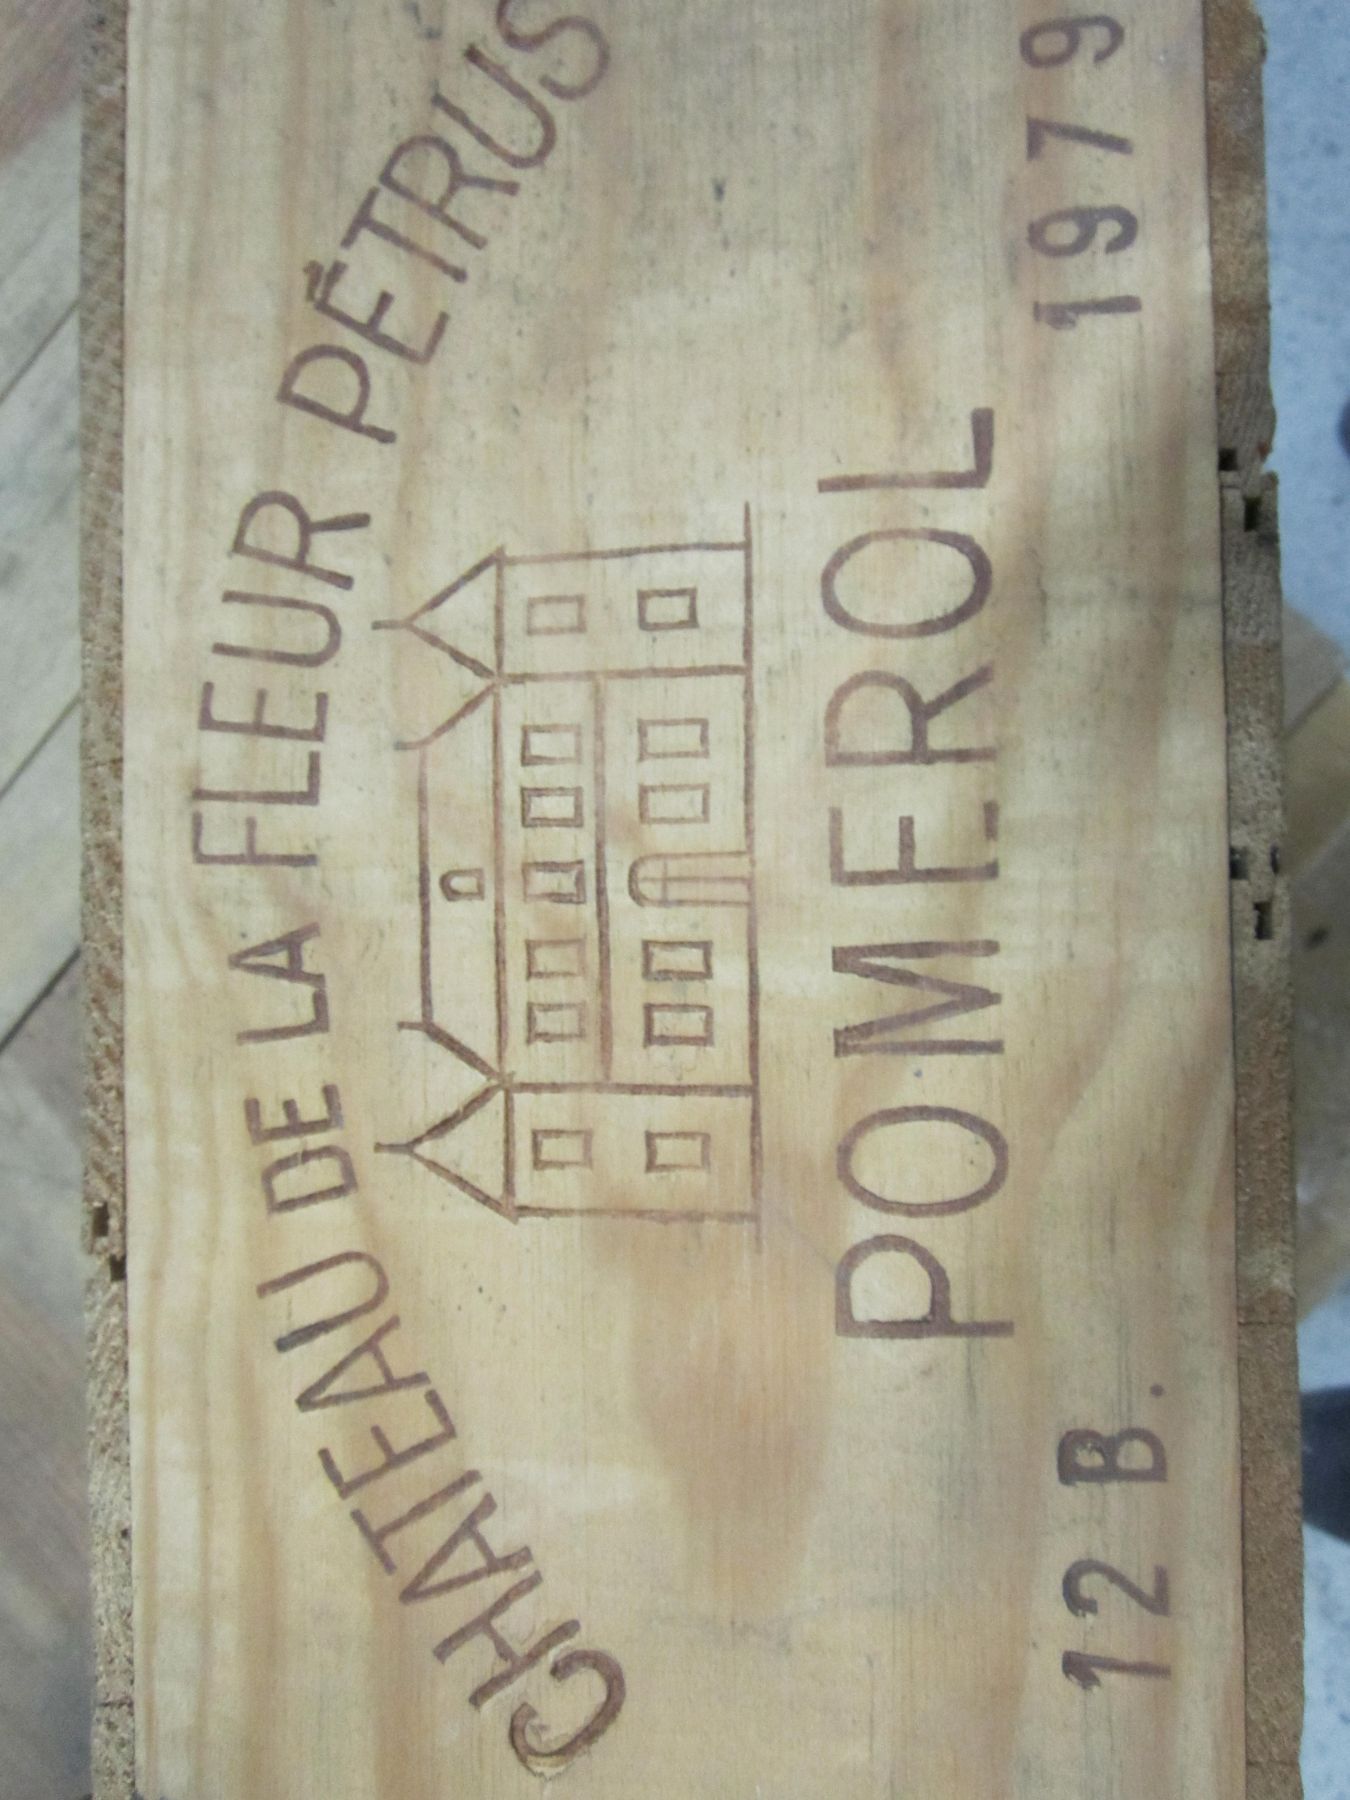 CHATEAU DE LA FLEUR PÉTRUS
POMEROL
12 B. 1979